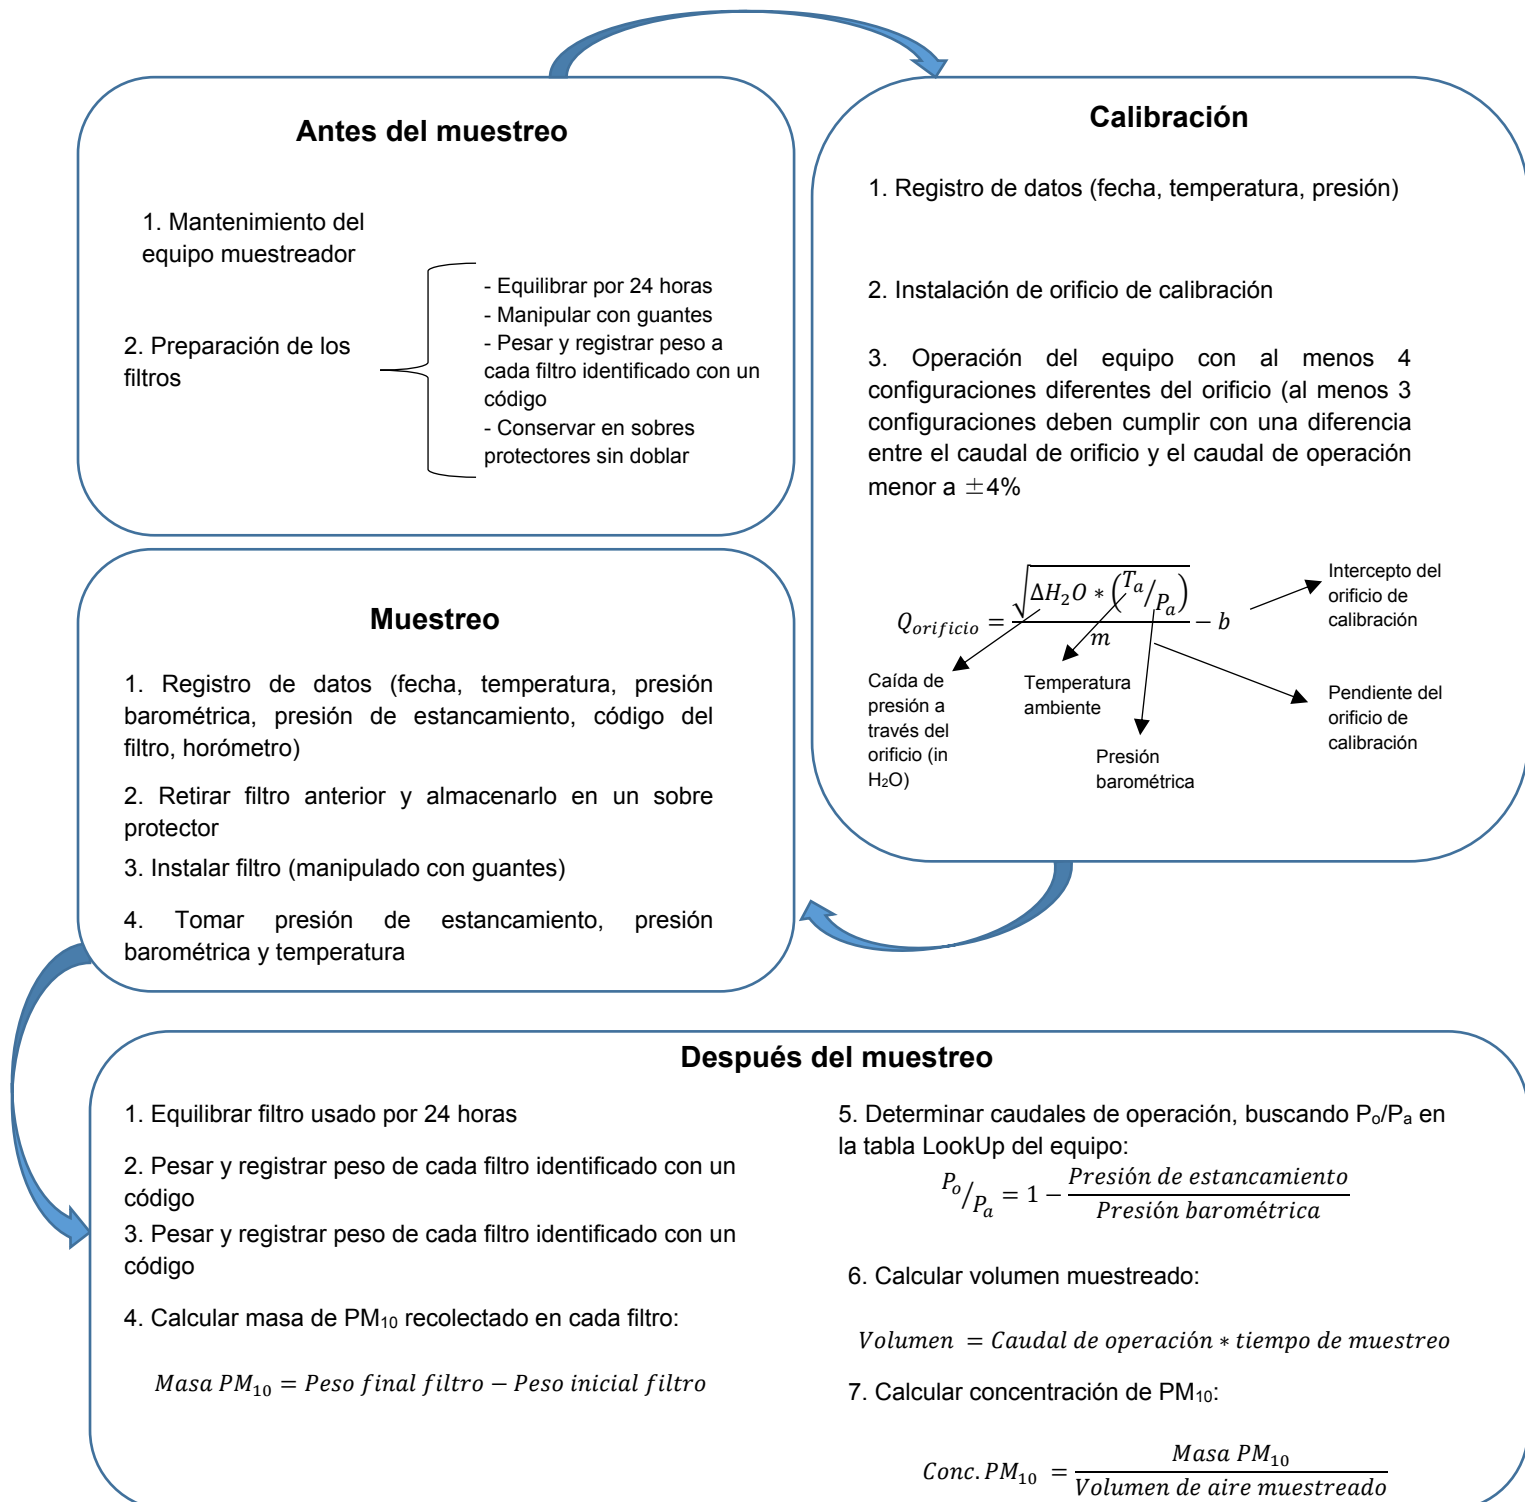 Antes del muestreo
1. Mantenimiento del
equipo muestreador
2. Preparación de los
filtros
- Equilibrar por 24 horas
- Manipular con guantes
- Pesar y registrar peso a
cada filtro identificado con un
código
- Conservar en sobres
protectores sin doblar
Calibración
1. Registro de datos (fecha, temperatura, presión)
2. Instalación de orificio de calibración
3. Operación del equipo con al menos 4
configuraciones diferentes del orificio (al menos 3
configuraciones deben cumplir con una diferencia
entre el caudal de orificio y el caudal de operación
menor a ±4%
Q_{orificio} = \frac{\sqrt{ΔH_2O * (T_a/P_a)}}{m} - b
Intercepto del
orificio de
calibración
Caída de
presión a
través del
orificio (in
H₂O)
Temperatura
ambiente
Presión
barométrica
Pendiente del
orificio de
calibración
Muestreo
1. Registro de datos (fecha, temperatura, presión
barométrica, presión de estancamiento, código del
filtro, horómetro)
2. Retirar filtro anterior y almacenarlo en un sobre
protector
3. Instalar filtro (manipulado con guantes)
4. Tomar presión de estancamiento, presión
barométrica y temperatura
Después del muestreo
1. Equilibrar filtro usado por 24 horas
2. Pesar y registrar peso de cada filtro identificado con un
código
3. Pesar y registrar peso de cada filtro identificado con un
código
4. Calcular masa de PM₁₀ recolectado en cada filtro:
Masa PM₁₀ = Peso final filtro − Peso inicial filtro
5. Determinar caudales de operación, buscando Pₒ/Pₐ en
la tabla LookUp del equipo:
Pₒ/Pₐ = 1 − \frac{Presión de estancamiento}{Presión barométrica}
6. Calcular volumen muestreado:
Volumen = Caudal de operación * tiempo de muestreo
7. Calcular concentración de PM₁₀:
Conc. PM₁₀ = \frac{Masa PM₁₀}{Volumen de aire muestreado}